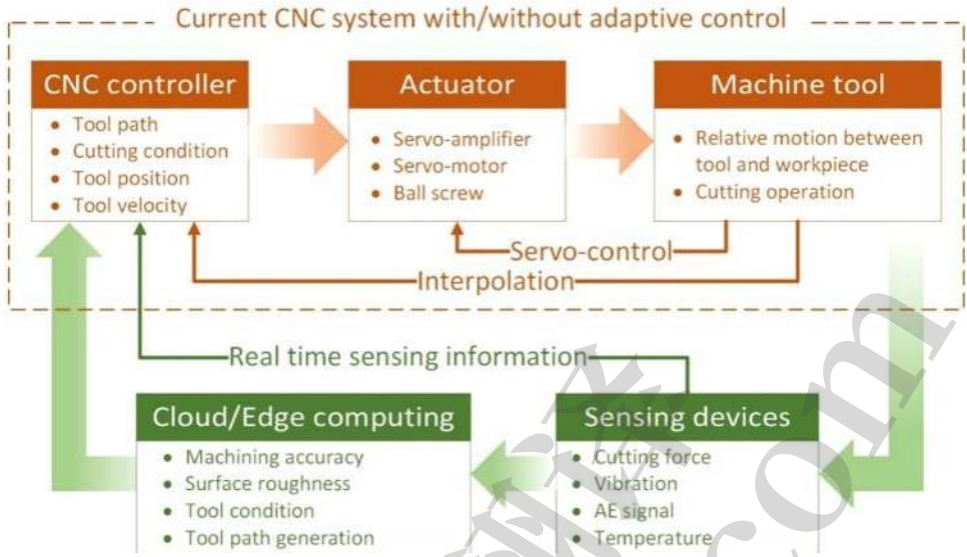 Current CNC system with/without adaptive control
CNC controller
• Tool path
• Cutting condition
• Tool position
• Tool velocity
Actuator
• Servo-amplifier
• Servo-motor
• Ball screw
Machine tool
• Relative motion between
tool and workpiece
• Cutting operation
Servo-control
Interpolation
Real time sensing information
Cloud/Edge computing
• Machining accuracy
• Surface roughness
• Tool condition
• Tool path generation
Sensing devices
• Cutting force
• Vibration
• AE signal
• Temperature
.com